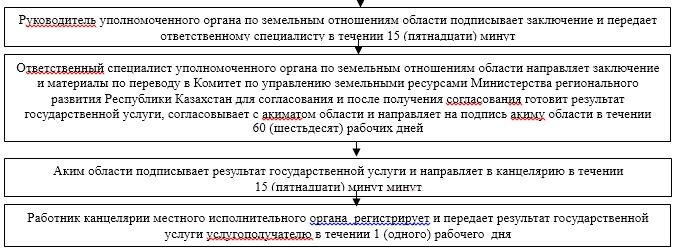 Руководитель уполномоченного органа по земельным отношениям области подписывает заключение и передает
ответственному специалисту в течении 15 (пятнадцати) минут
Ответственный специалист уполномоченного органа по земельным отношениям области направляет заключение
и материалы по переводу в Комитет по управлению земельными ресурсами Министерства регионального
развития Республики Казахстан для согласования и после получения согласования готовит результат
государственной услуги, согласовывает с акиматом области и направляет на подпись акиму области в течении
60 (шестьдесят) рабочих дней
Аким области подписывает результат государственной услуги и направляет в канцелярию в течении
15 (пятнадцати) минут минут
Работник канцелярии местного исполнительного органа регистрирует и передает результат государственной
услуги услугополучателю в течении 1 (одного) рабочего дня